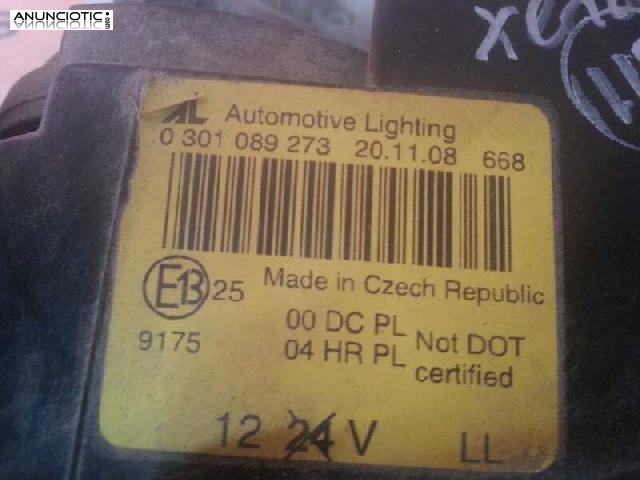 ANUNCIOTIC
.com
AL Automotive Lighting
0 301 089 273 20.11.08 668
E13 25 Made in Czech Republic
9175 00 DC PL Not DOT
04 HR PL certified
12 24 V LL